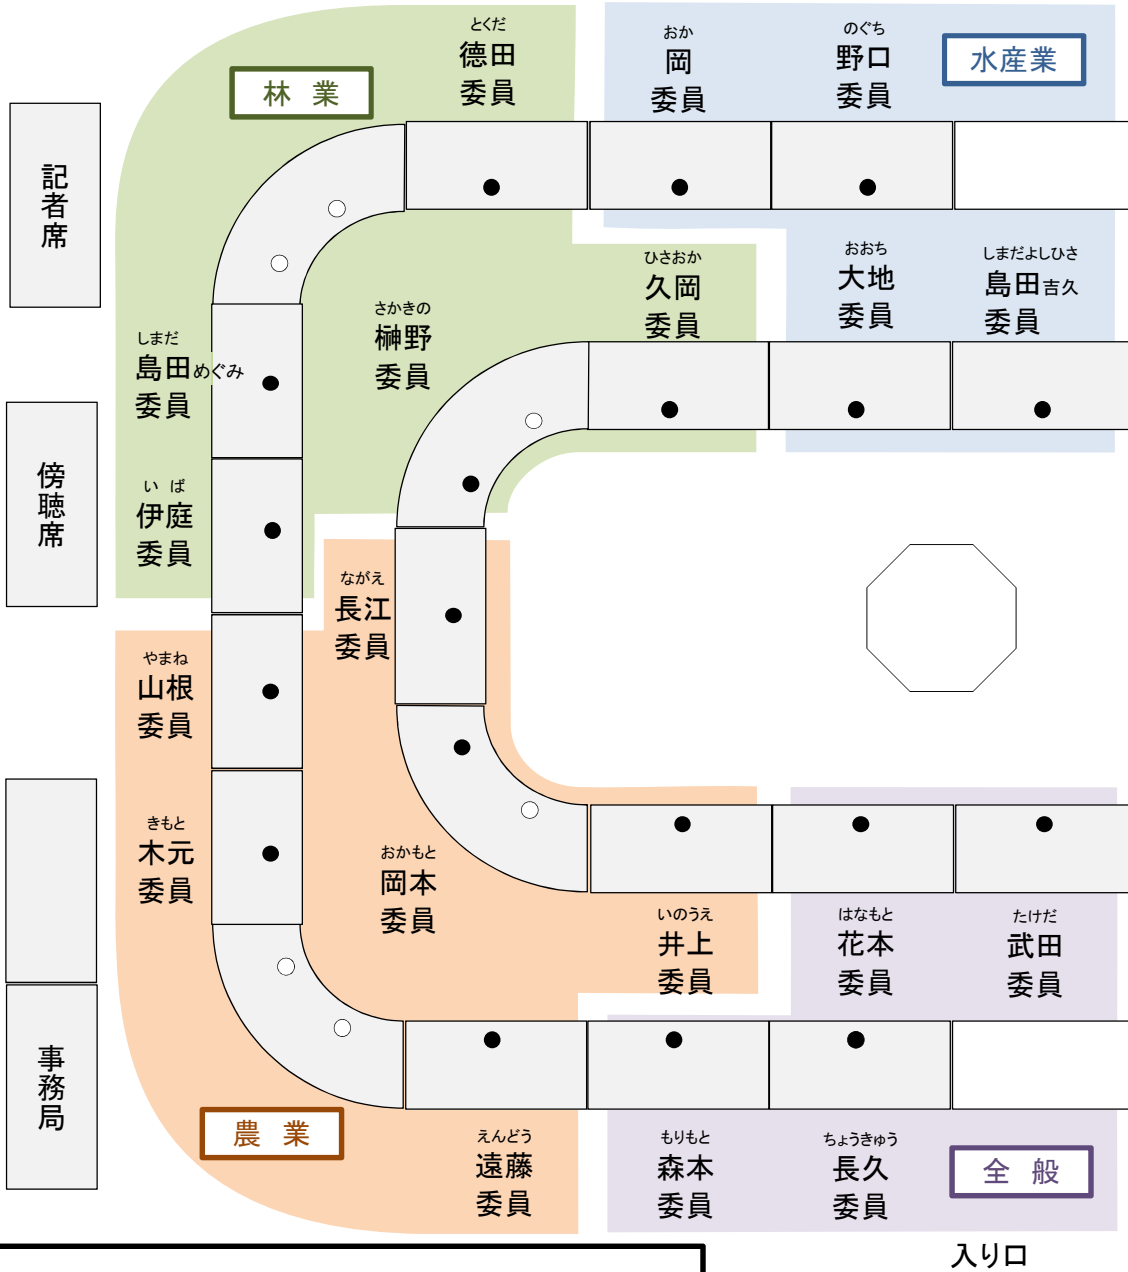 とくだ
德田
委員
おか
岡
委員
のぐち
野口
委員
水産業
林 業
記者席
ひさおか
久岡
委員
おおち
大地
委員
しまだよしひさ
島田吉久
委員
さかきの
榊野
委員
しまだ
島田めぐみ
委員
傍聴席
い ば
伊庭
委員
ながえ
長江
委員
やまね
山根
委員
きもと
木元
委員
おかもと
岡本
委員
いのうえ
井上
委員
はなもと
花本
委員
たけだ
武田
委員
事務局
農 業
えんどう
遠藤
委員
もりもと
森本
委員
ちょうきゅう
長久
委員
全 般
入り口